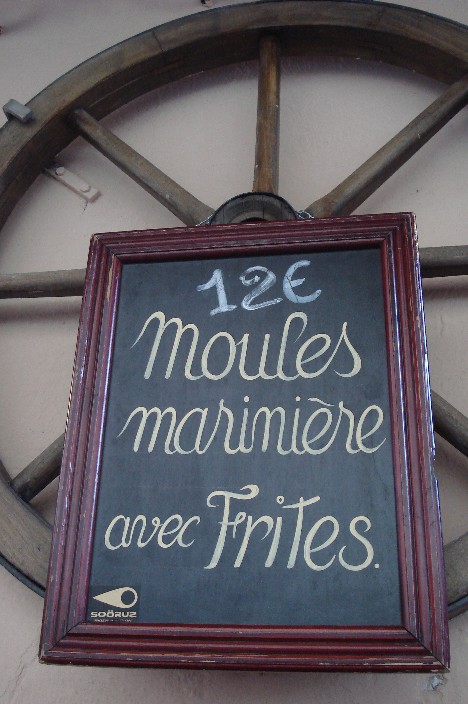 12€
Moules
marinière
avec Frites.
SOÖRUZ